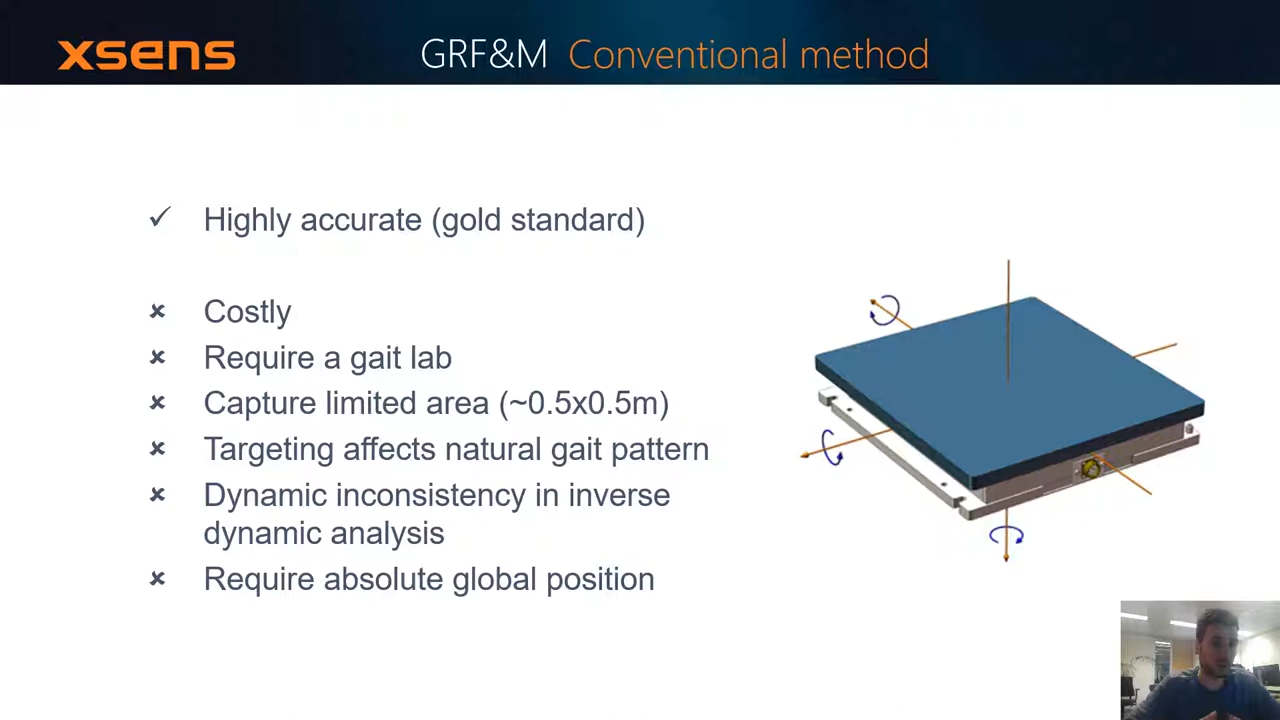 xsens
GRF&M Conventional method
✓ Highly accurate (gold standard)
× Costly
× Require a gait lab
× Capture limited area (~0.5x0.5m)
× Targeting affects natural gait pattern
× Dynamic inconsistency in inverse
dynamic analysis
× Require absolute global position